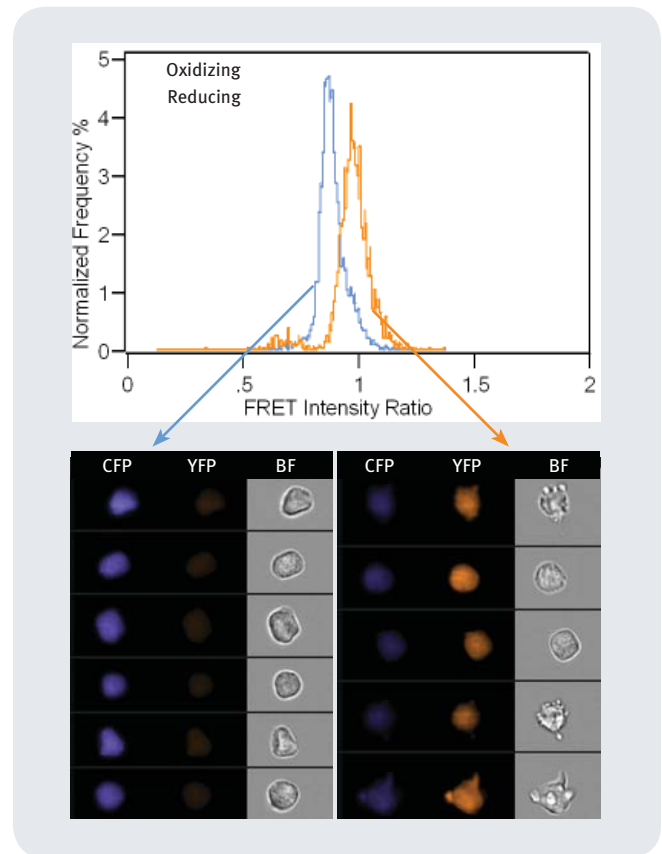 Oxidizing
Reducing
Normalized Frequency %
5
4
3
2
1
0
0 .5 1 1.5 2
FRET Intensity Ratio
CFP YFP BF CFP YFP BF